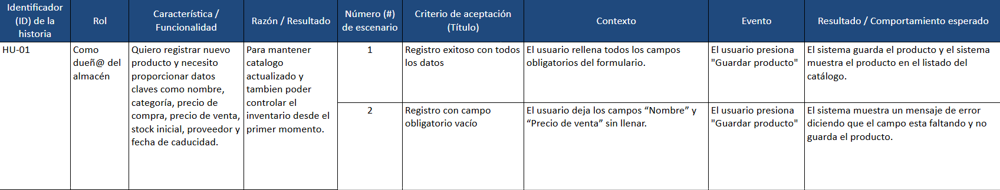 Identificador
(ID) de la
historia
Rol
Característica /
Funcionalidad
Razón / Resultado
Número (#)
de escenario
Criterio de aceptación
(Título)
Contexto
Evento
Resultado / Comportamiento esperado
HU-01
Como
dueñ@ del
almacén
Quiero registrar nuevo
producto y necesito
proporcionar datos
claves como nombre,
categoría, precio de
compra, precio de venta,
stock inicial, proveedor y
fecha de caducidad.
Para mantener
catalogo
actualizado y
tambien poder
controlar el
inventario desde el
primer momento.
1
Registro exitoso con todos
los datos
El usuario rellena todos los campos
obligatorios del formulario.
El usuario presiona
"Guardar producto"
El sistema guarda el producto y el sistema
muestra el producto en el listado del
catálogo.
2
Registro con campo
obligatorio vacío
El usuario deja los campos “Nombre” y
“Precio de venta” sin llenar.
El usuario presiona
"Guardar producto"
El sistema muestra un mensaje de error
diciendo que el campo esta faltando y no
guarda el producto.